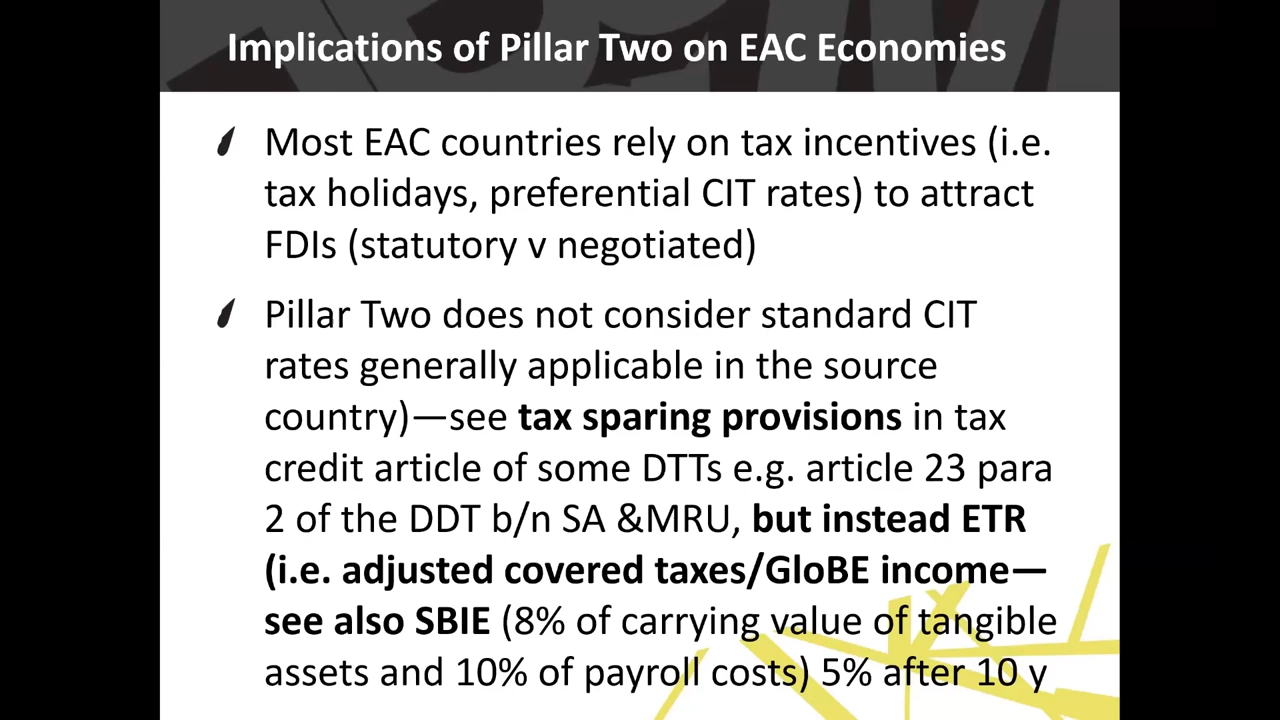 Implications of Pillar Two on EAC Economies
Most EAC countries rely on tax incentives (i.e.
tax holidays, preferential CIT rates) to attract
FDIs (statutory v negotiated)
Pillar Two does not consider standard CIT
rates generally applicable in the source
country)—see tax sparing provisions in tax
credit article of some DTTs e.g. article 23 para
2 of the DDT b/n SA &MRU, but instead ETR
(i.e. adjusted covered taxes/GloBE income—
see also SBIE (8% of carrying value of tangible
assets and 10% of payroll costs) 5% after 10 y